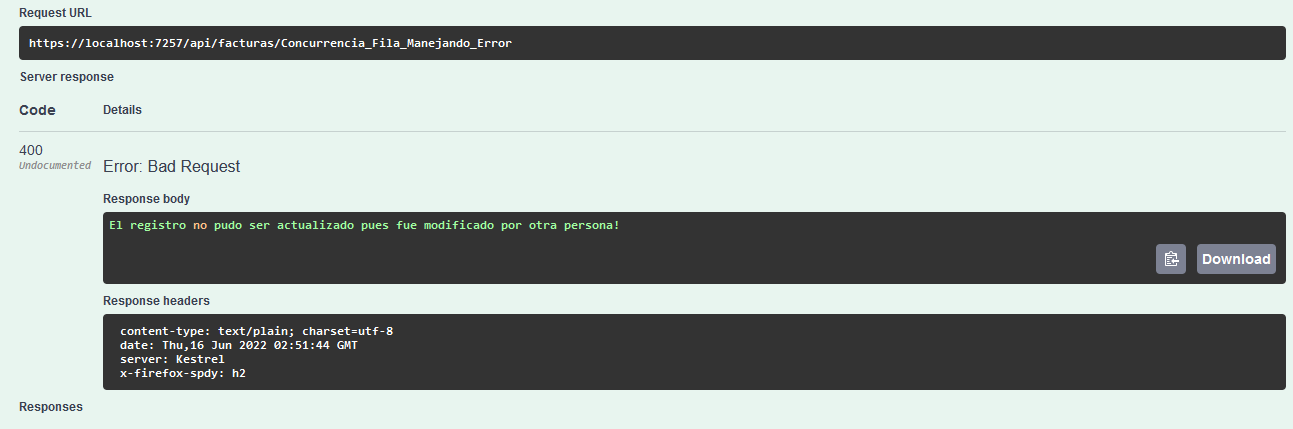 Request URL
https://localhost:7257/api/facturas/Concurrencia_Fila_Manejando_Error
Server response
Code Details
400
Undocumented
Error: Bad Request
Response body
El registro no pudo ser actualizado pues fue modificado por otra persona!
Download
Response headers
content-type: text/plain; charset=utf-8
date: Thu,16 Jun 2022 02:51:44 GMT
server: Kestrel
x-firefox-spdy: h2
Responses